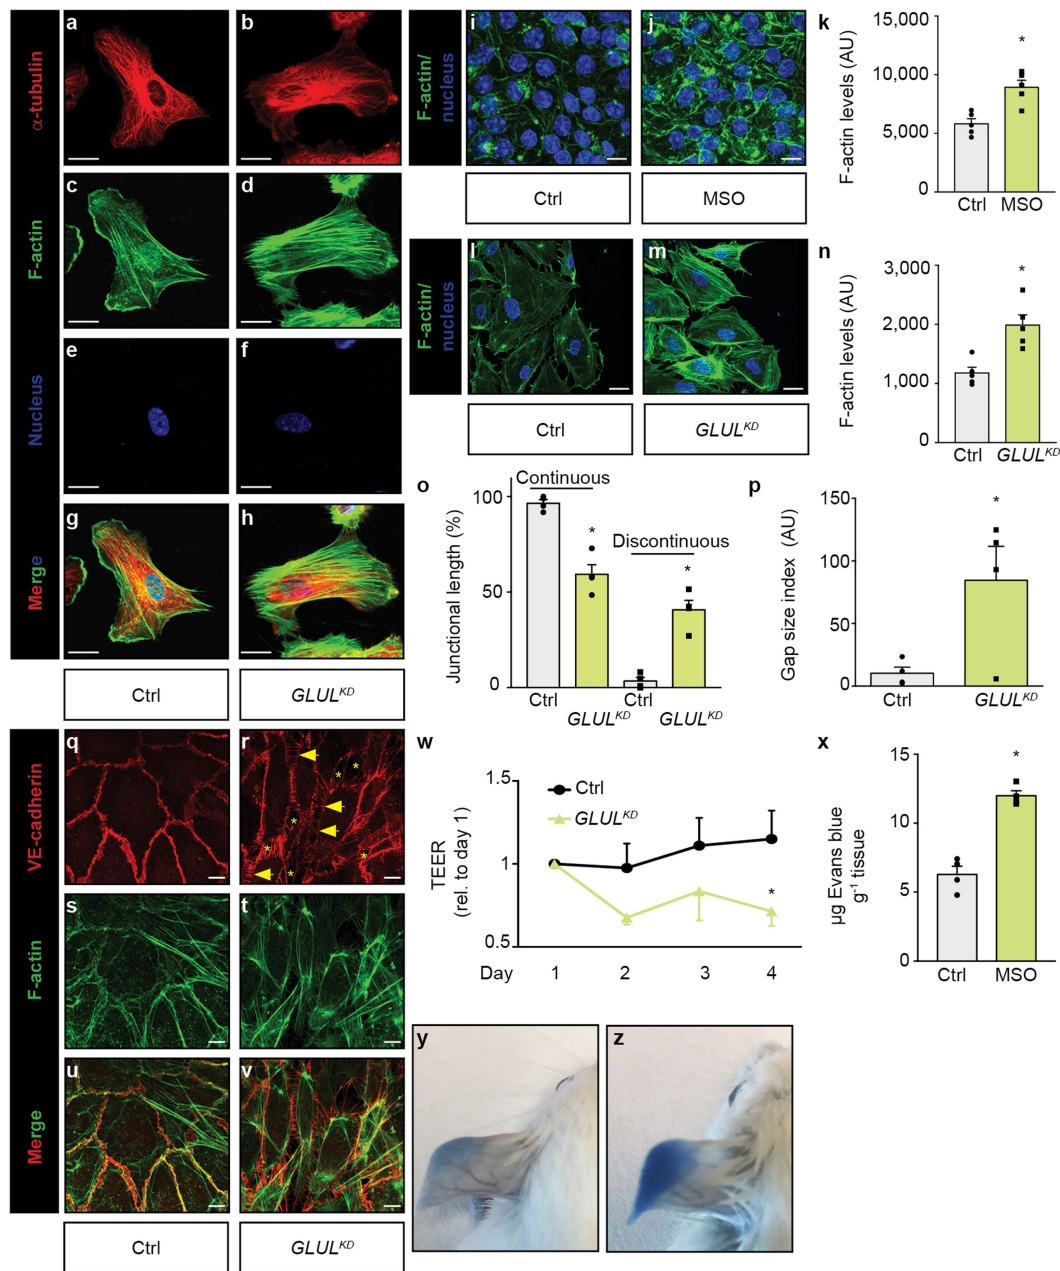 a
b
α-tubulin
c
d
F-actin
e
f
Nucleus
g
h
Merge
Ctrl
GLUL^KD
i
j
F-actin/
nucleus
Ctrl
MSO
k
F-actin levels (AU)
15,000
10,000
5,000
0
*
Ctrl
MSO
l
m
F-actin/
nucleus
Ctrl
GLUL^KD
n
F-actin levels (AU)
3,000
2,000
1,000
0
*
Ctrl
GLUL^KD
o
Junctional length (%)
100
50
0
Continuous
*
Discontinuous
*
Ctrl
GLUL^KD
Ctrl
GLUL^KD
p
Gap size index (AU)
150
100
50
0
*
Ctrl
GLUL^KD
q
r
VE-cadherin
* * * * * *
s
t
F-actin
u
v
Merge
Ctrl
GLUL^KD
w
TEER
(rel. to day 1)
1.5
1
0.5
Ctrl
GLUL^KD
*
Day 1 2 3 4
x
µg Evans blue
g⁻¹ tissue
15
10
5
0
*
Ctrl
MSO
y
z